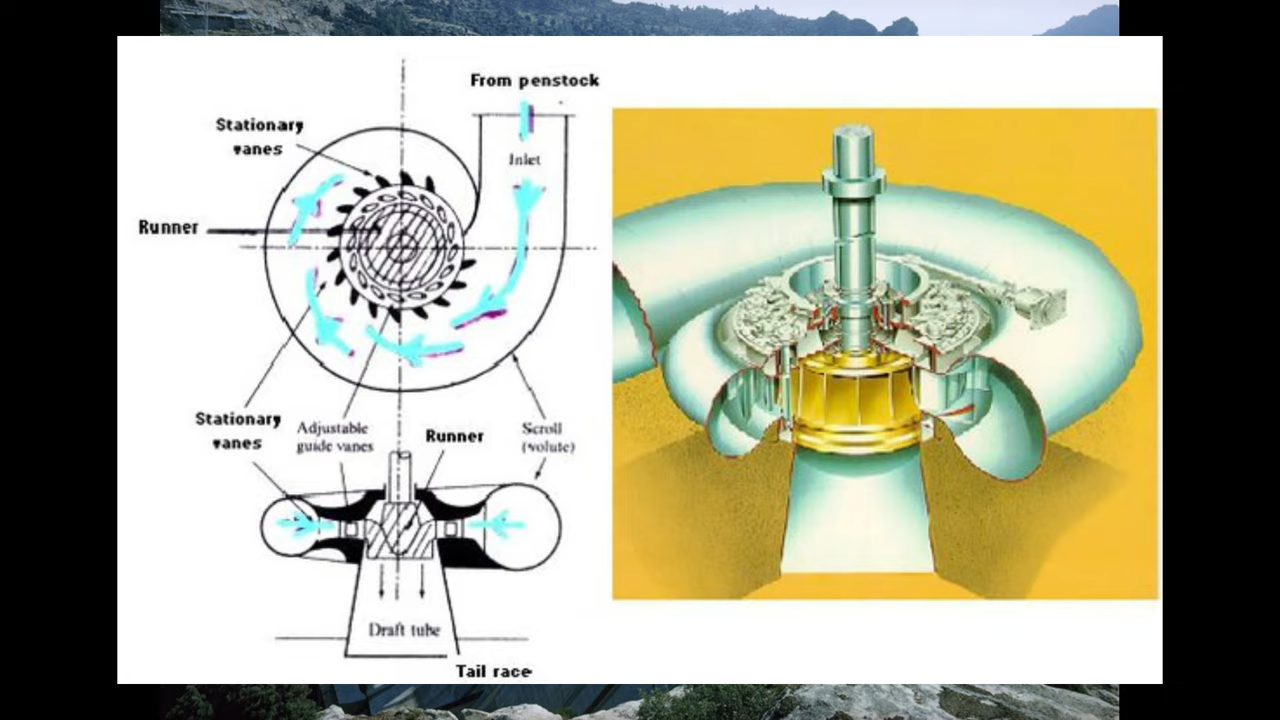 From penstock
Stationary
vanes
Inlet
Runner
Stationary
vanes
Adjustable
guide vanes
Runner
Scroll
(volute)
Draft tube
Tail race